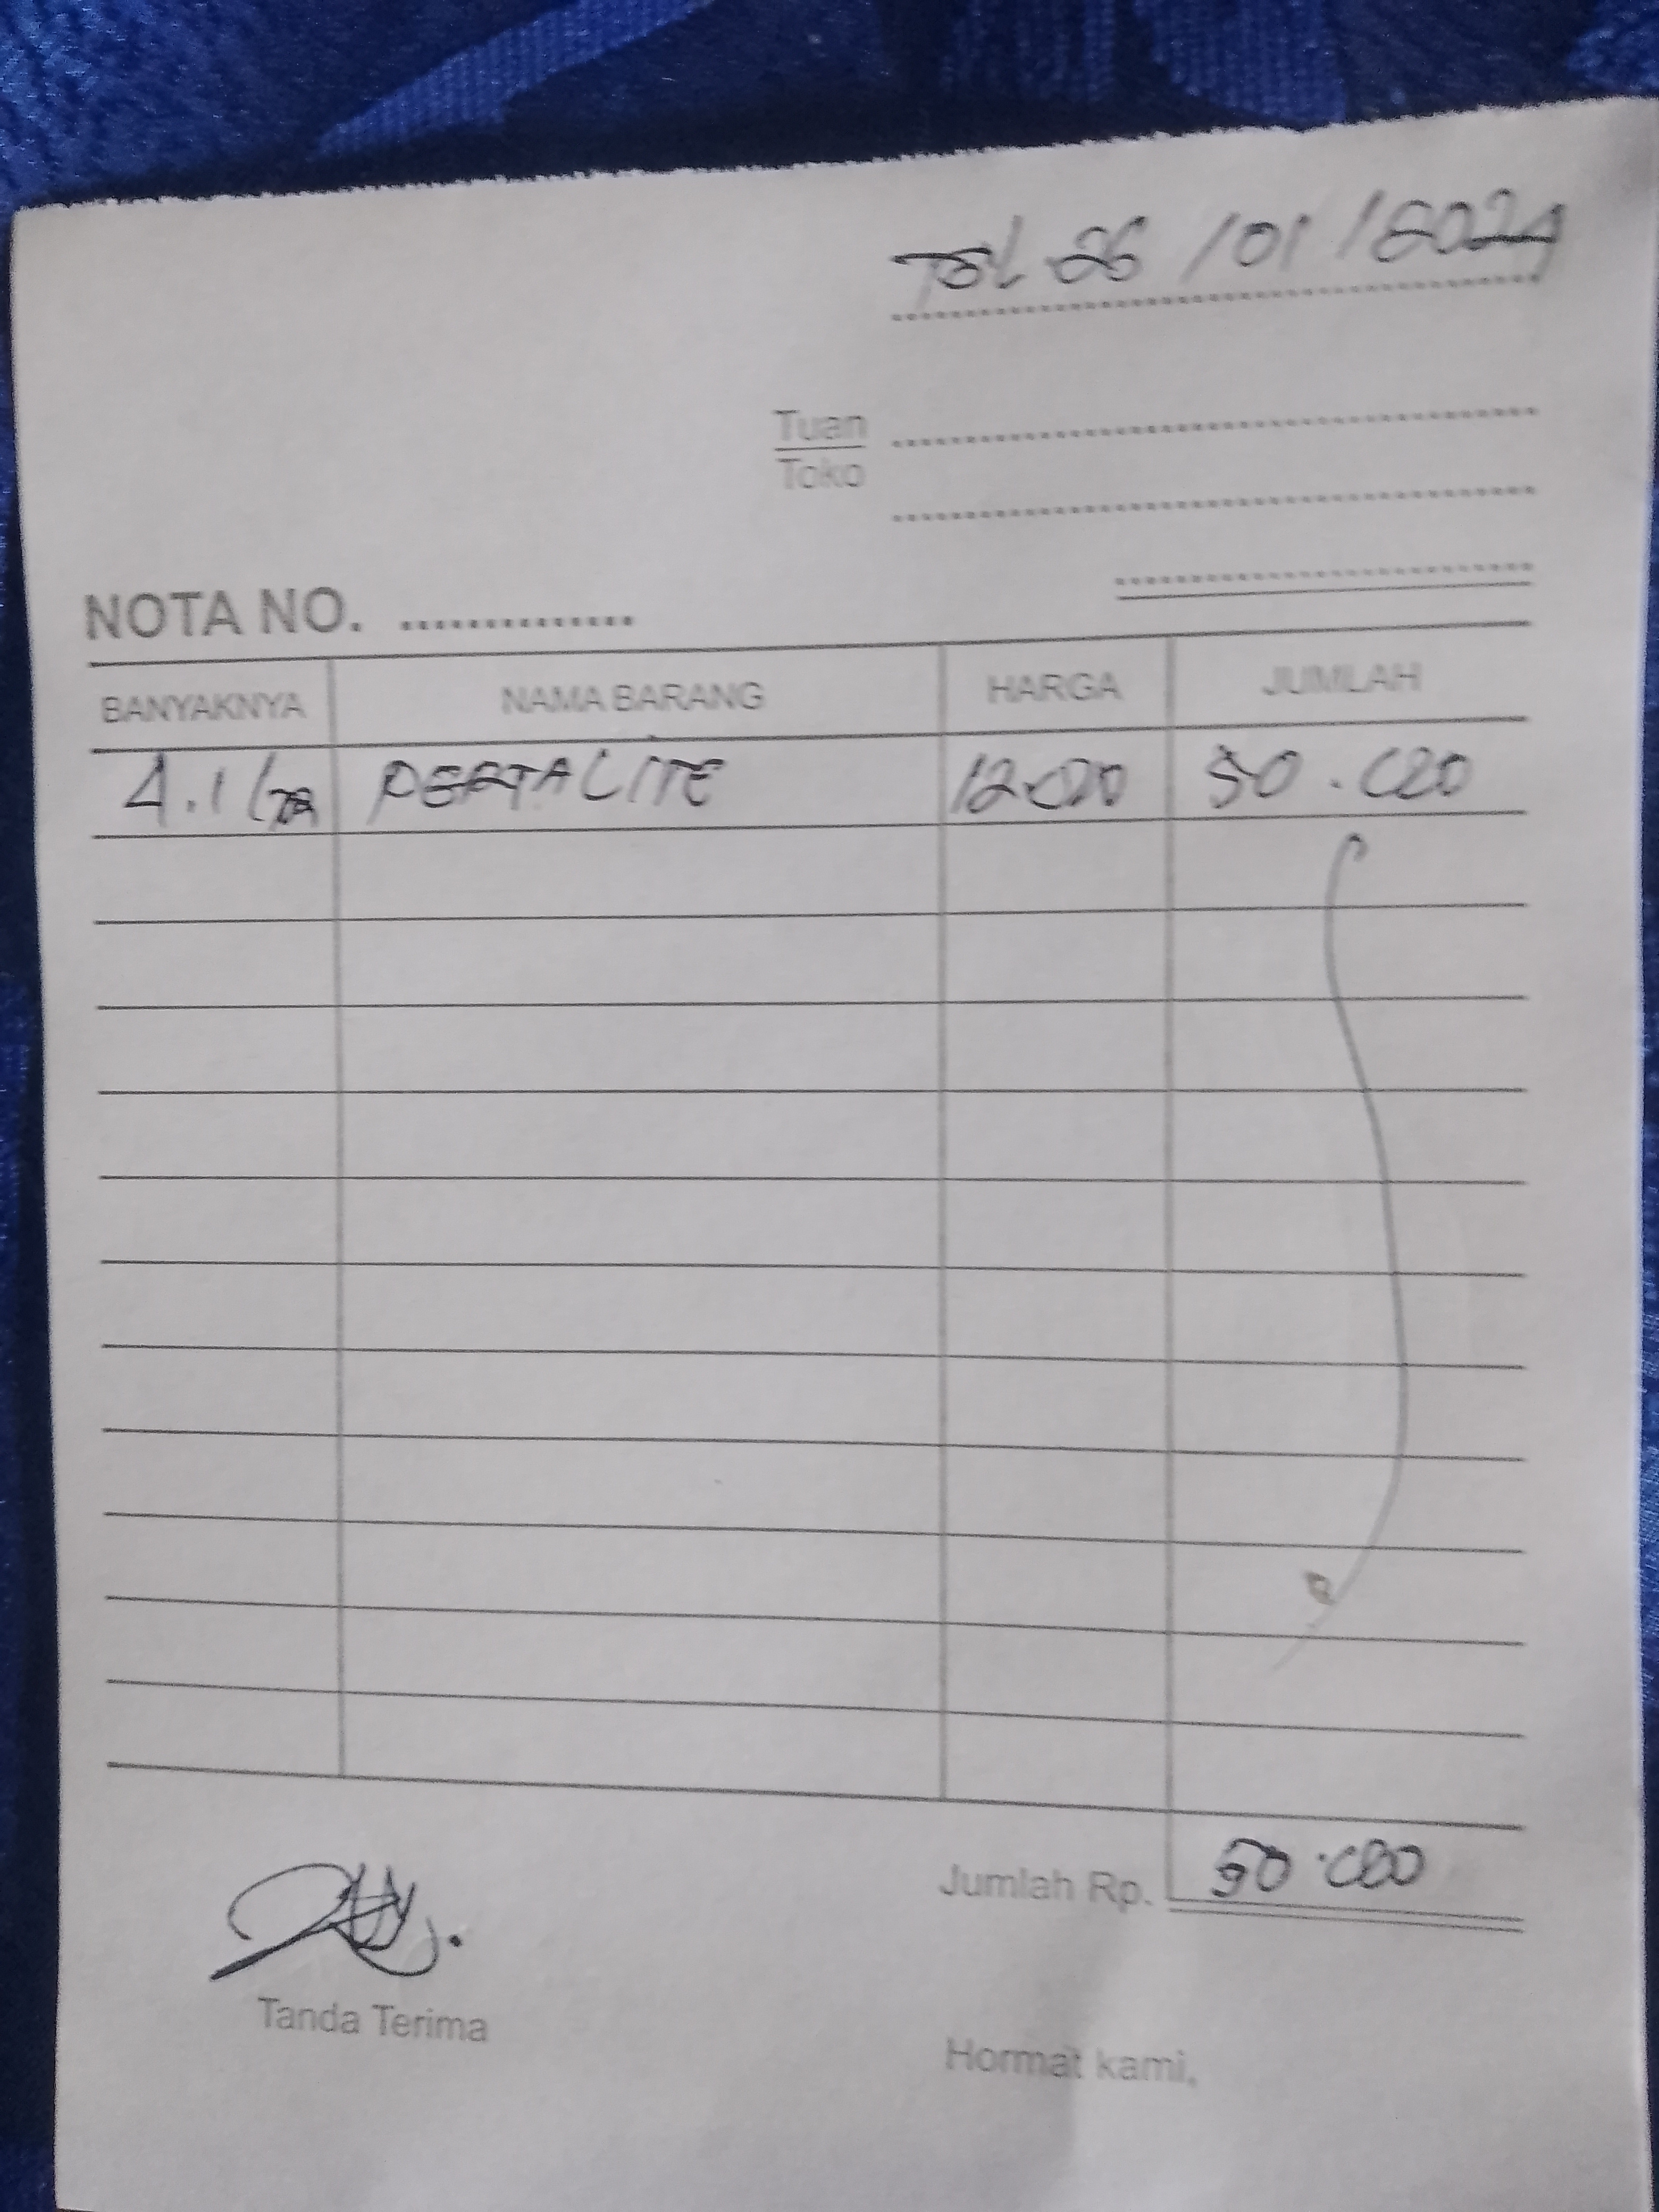 Tgl 26 / 01 / 2024
Tuan
Toko
NOTA NO. ..............
BANYAKNYA NAMA BARANG HARGA JUMLAH
4.1 Ltr PERTALITE 12.000 50.000
Jumlah Rp. 50.000
Tanda Terima
Hormat kami,